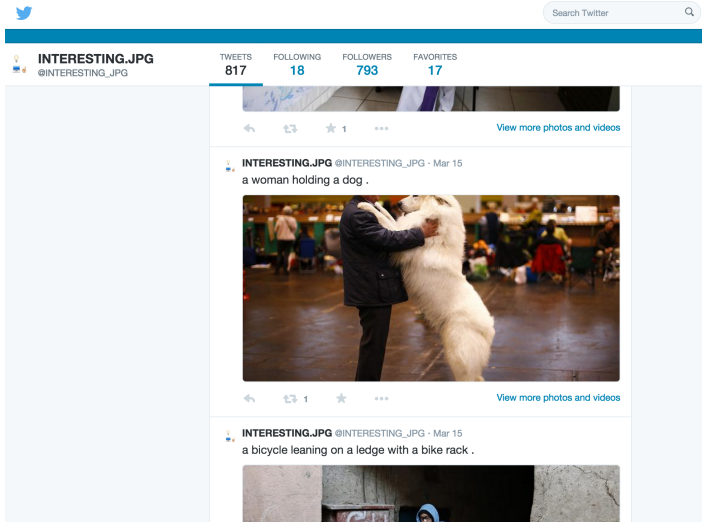 Search Twitter
INTERESTING.JPG
@INTERESTING_JPG
TWEETS
817
FOLLOWING
18
FOLLOWERS
793
FAVORITES
17
1
View more photos and videos
INTERESTING.JPG @INTERESTING_JPG · Mar 15
a woman holding a dog .
1
View more photos and videos
INTERESTING.JPG @INTERESTING_JPG · Mar 15
a bicycle leaning on a ledge with a bike rack .